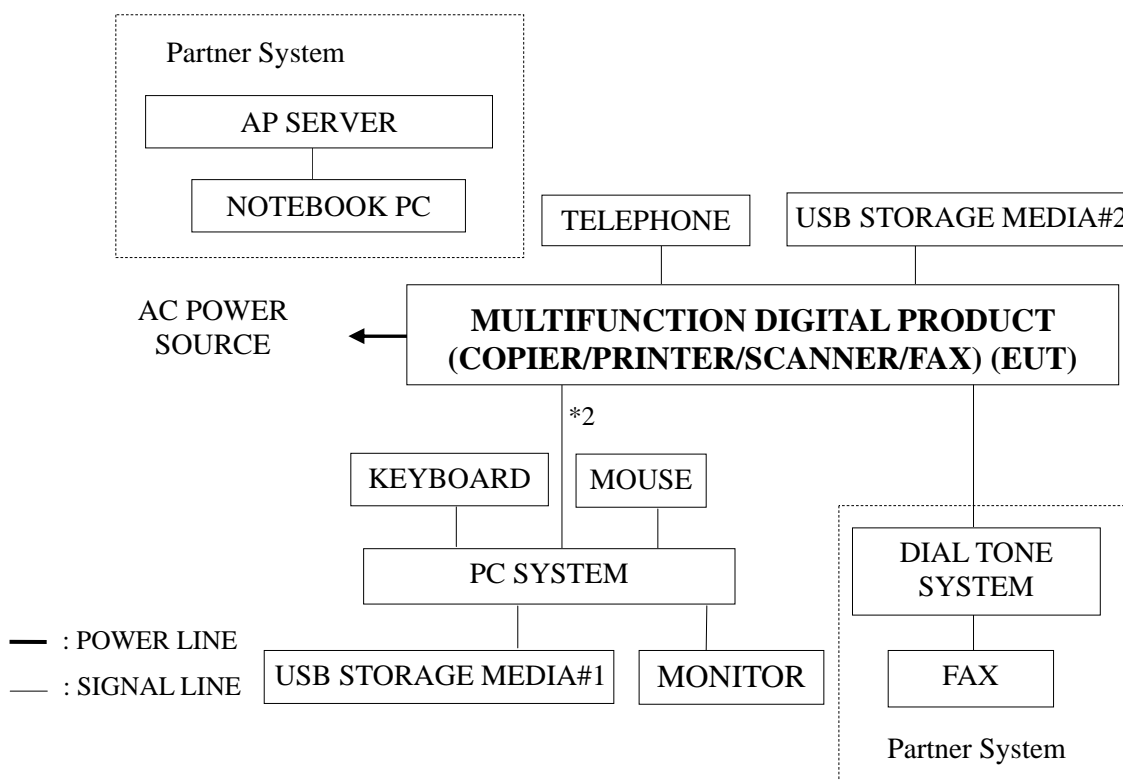 Partner System
AP SERVER
NOTEBOOK PC
TELEPHONE
USB STORAGE MEDIA#2
AC POWER
SOURCE
MULTIFUNCTION DIGITAL PRODUCT
(COPIER/PRINTER/SCANNER/FAX) (EUT)
*2
KEYBOARD
MOUSE
PC SYSTEM
DIAL TONE
SYSTEM
: POWER LINE
: SIGNAL LINE
USB STORAGE MEDIA#1
MONITOR
FAX
Partner System